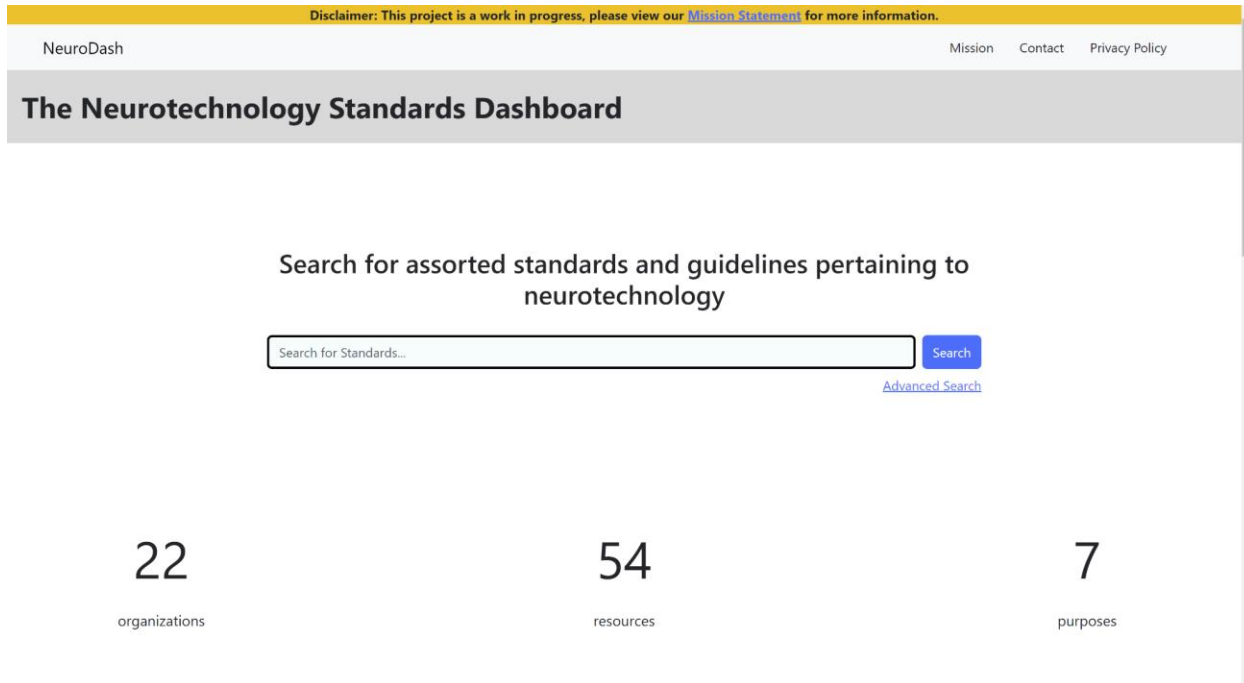 Disclaimer: This project is a work in progress, please view our Mission Statement for more information.
NeuroDash
Mission
Contact
Privacy Policy
The Neurotechnology Standards Dashboard
Search for assorted standards and guidelines pertaining to
neurotechnology
Search for Standards...
Search
Advanced Search
22
54
7
organizations
resources
purposes